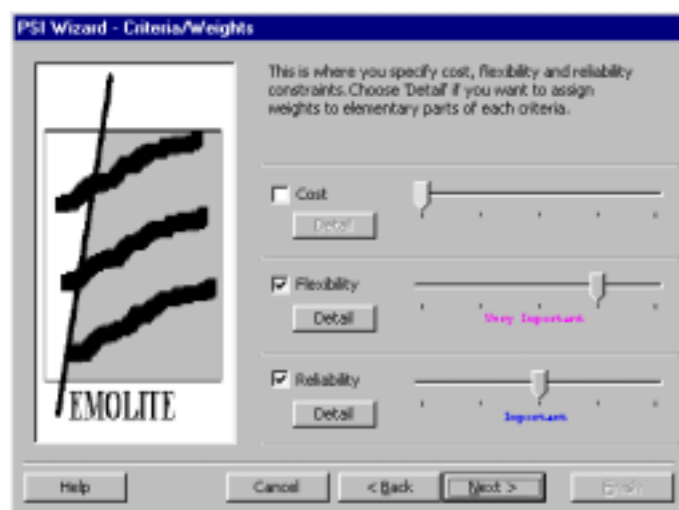 PSI Wizard - Criteria/Weights
This is where you specify cost, flexibility and reliability
constraints.Choose 'Detail' if you want to assign
weights to elementary parts of each criteria.
Cost
Detail
Flexibility
Detail
Very Important
Reliability
Detail
Important
EMOLITE
Help
Cancel
< Back
Next >
Finish